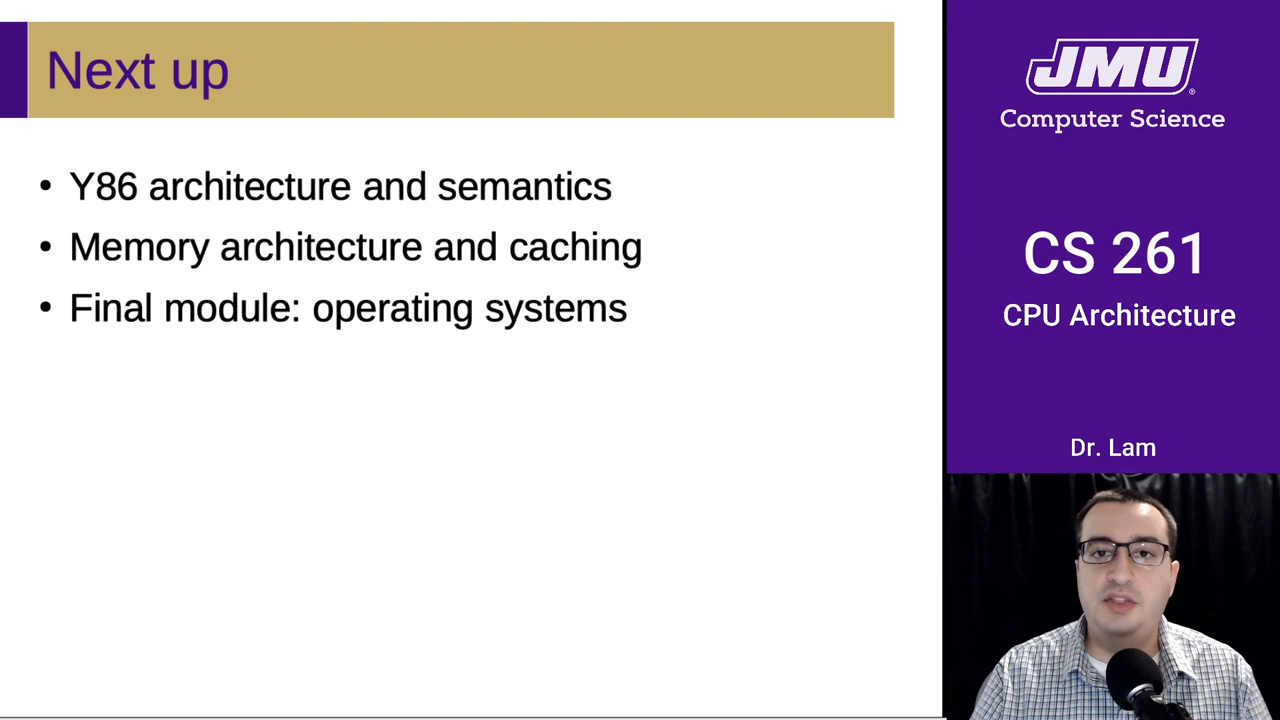 Next up
• Y86 architecture and semantics
• Memory architecture and caching
• Final module: operating systems
JMU
Computer Science
CS 261
CPU Architecture
Dr. Lam